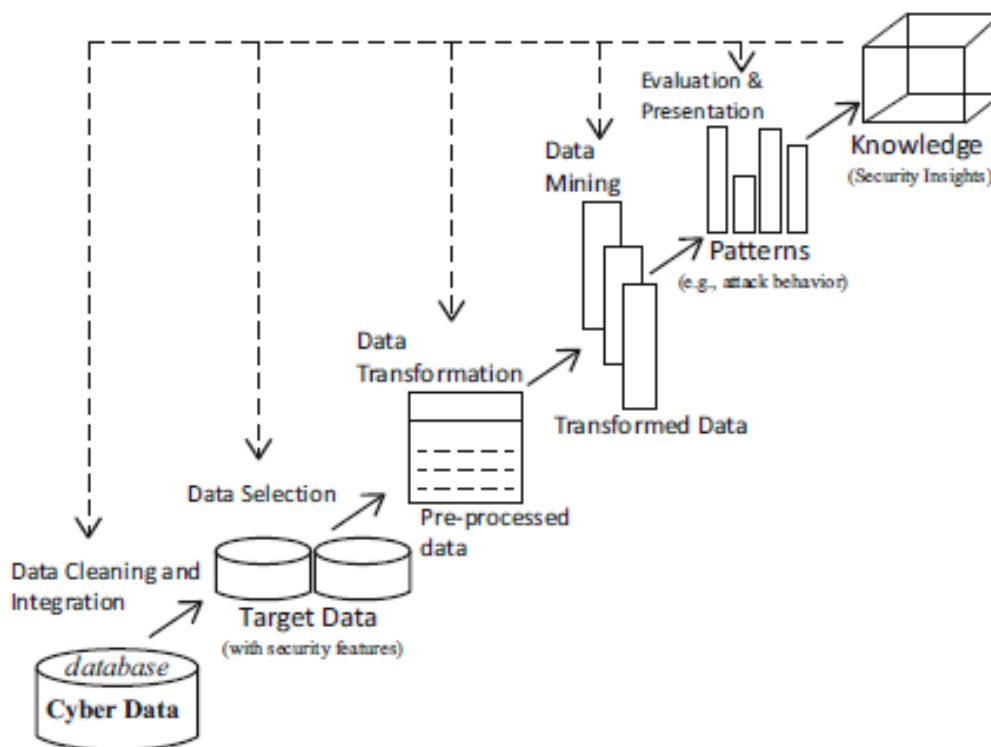 Evaluation &
Presentation
Knowledge
(Security Insights)
Data
Mining
Patterns
(e.g., attack behavior)
Data
Transformation
Transformed Data
Data Selection
Pre-processed
data
Data Cleaning and
Integration
Target Data
(with security features)
database
Cyber Data